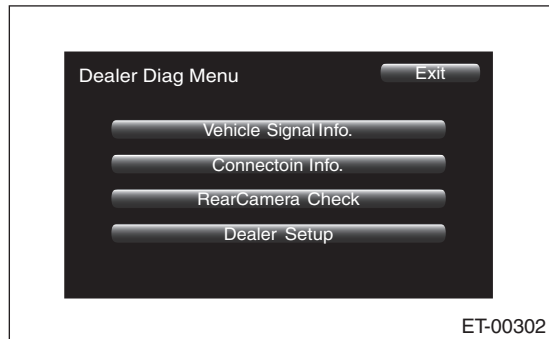 Dealer Diag Menu
Exit
Vehicle Signal Info.
Connectoin Info.
RearCamera Check
Dealer Setup
ET-00302